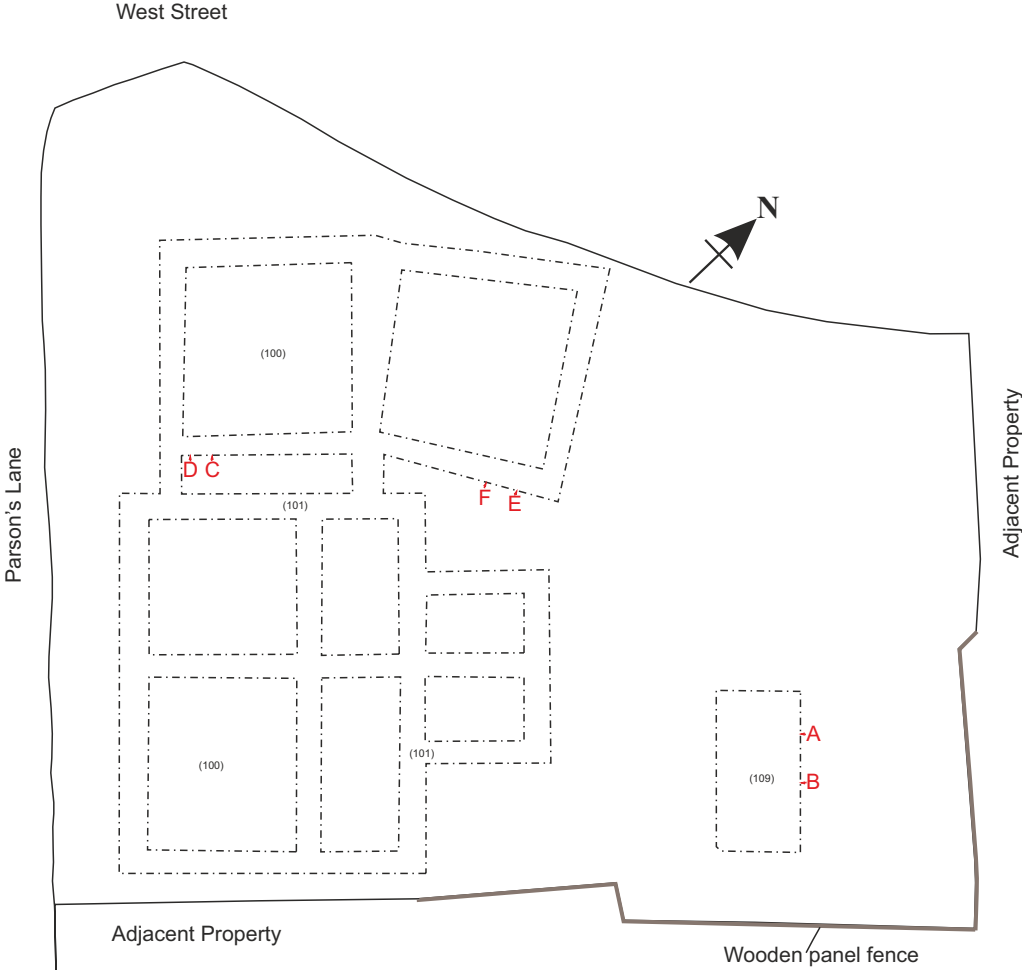 West Street
N
(100)
Adjacent Property
Parson's Lane
D C
F
E
(101)
A
(101)
(100)
(109)
B
Adjacent Property
Wooden panel fence